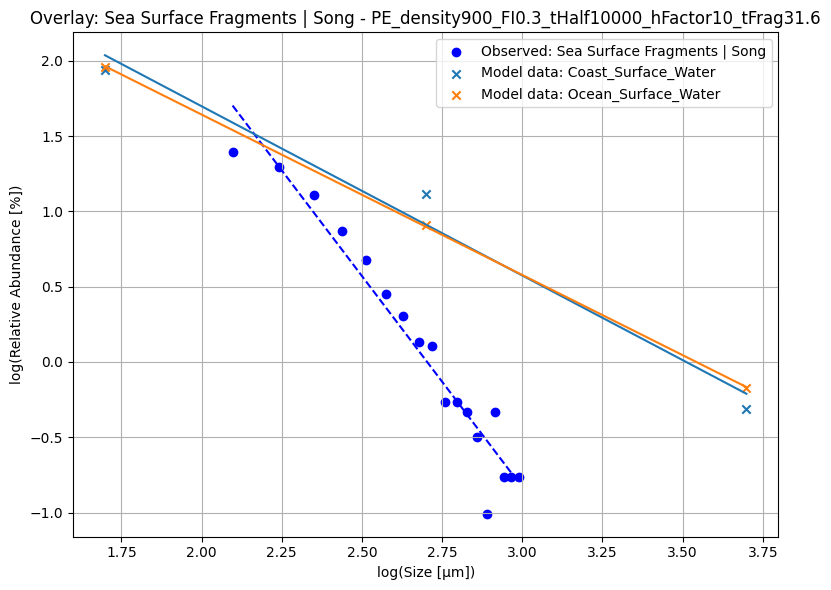 Overlay: Sea Surface Fragments | Song - PE_density900_FI0.3_tHalf10000_hFactor10_tFrag31.6
Observed: Sea Surface Fragments | Song
Model data: Coast_Surface_Water
Model data: Ocean_Surface_Water
log(Relative Abundance [%])
2.0
1.5
1.0
0.5
0.0
−0.5
−1.0
1.75 2.00 2.25 2.50 2.75 3.00 3.25 3.50 3.75
log(Size [µm])